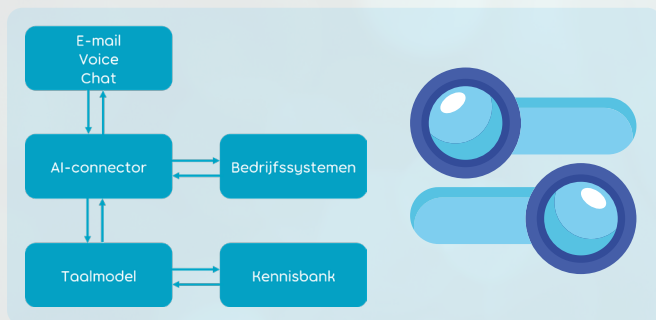 E-mail
Voice
Chat
AI-connector
Bedrijfssystemen
Taalmodel
Kennisbank